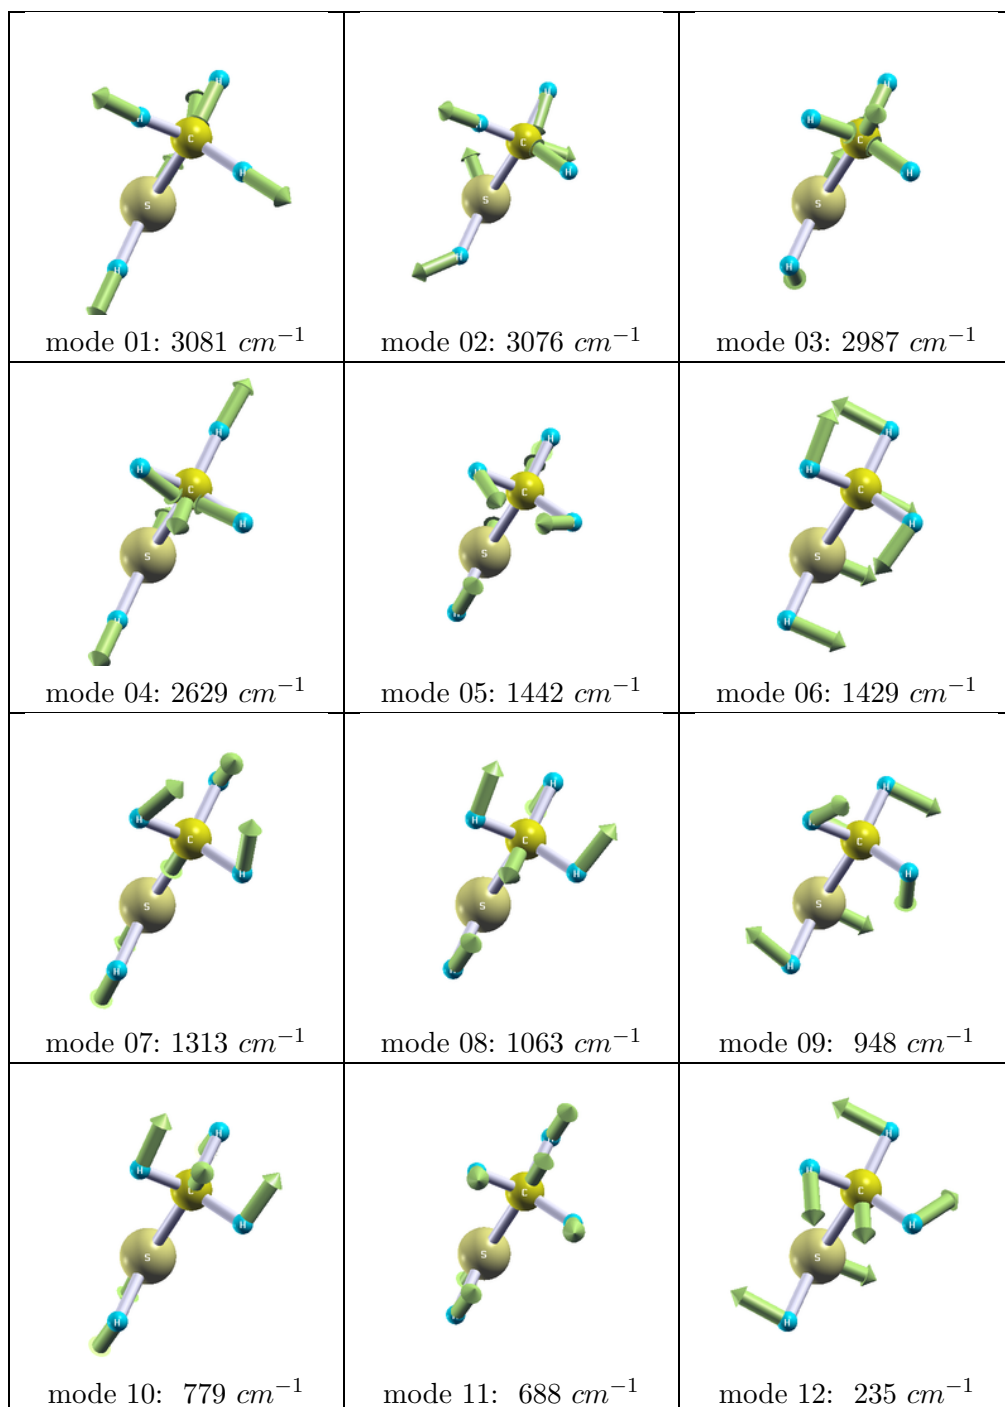 mode 01: 3081 cm⁻¹ mode 02: 3076 cm⁻¹ mode 03: 2987 cm⁻¹
mode 04: 2629 cm⁻¹ mode 05: 1442 cm⁻¹ mode 06: 1429 cm⁻¹
mode 07: 1313 cm⁻¹ mode 08: 1063 cm⁻¹ mode 09: 948 cm⁻¹
mode 10: 779 cm⁻¹ mode 11: 688 cm⁻¹ mode 12: 235 cm⁻¹